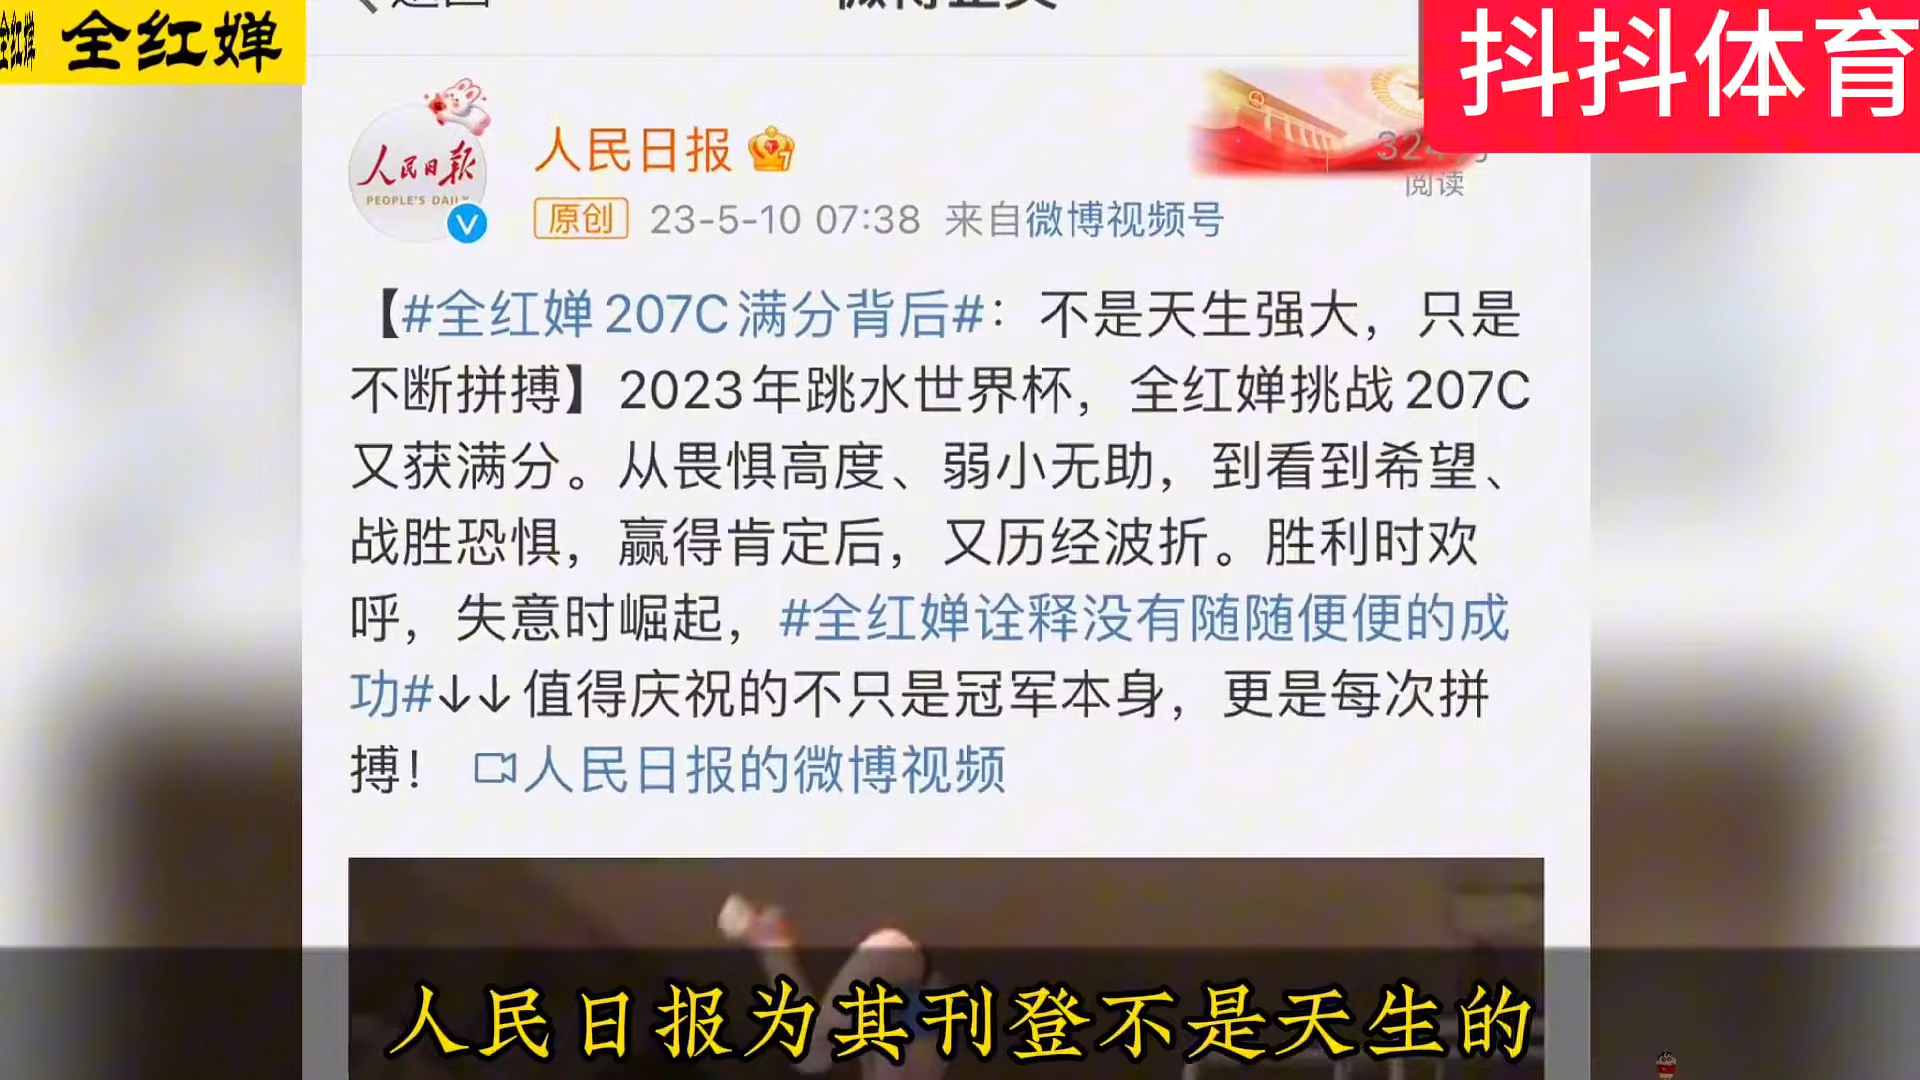 全红婵
全红婵
抖抖体育
人民日报
PEOPLE'S DAILY
人民日报
原创 23-5-10 07:38 来自微博视频号
阅读
【#全红婵207C满分背后#：不是天生强大，只是
不断拼搏】2023年跳水世界杯，全红婵挑战207C
又获满分。从畏惧高度、弱小无助，到看到希望、
战胜恐惧，赢得肯定后，又历经波折。胜利时欢
呼，失意时崛起，#全红婵诠释没有随随便便的成
功#↓↓值得庆祝的不只是冠军本身，更是每次拼
搏！ 人民日报的微博视频
人民日报为其刊登不是天生的